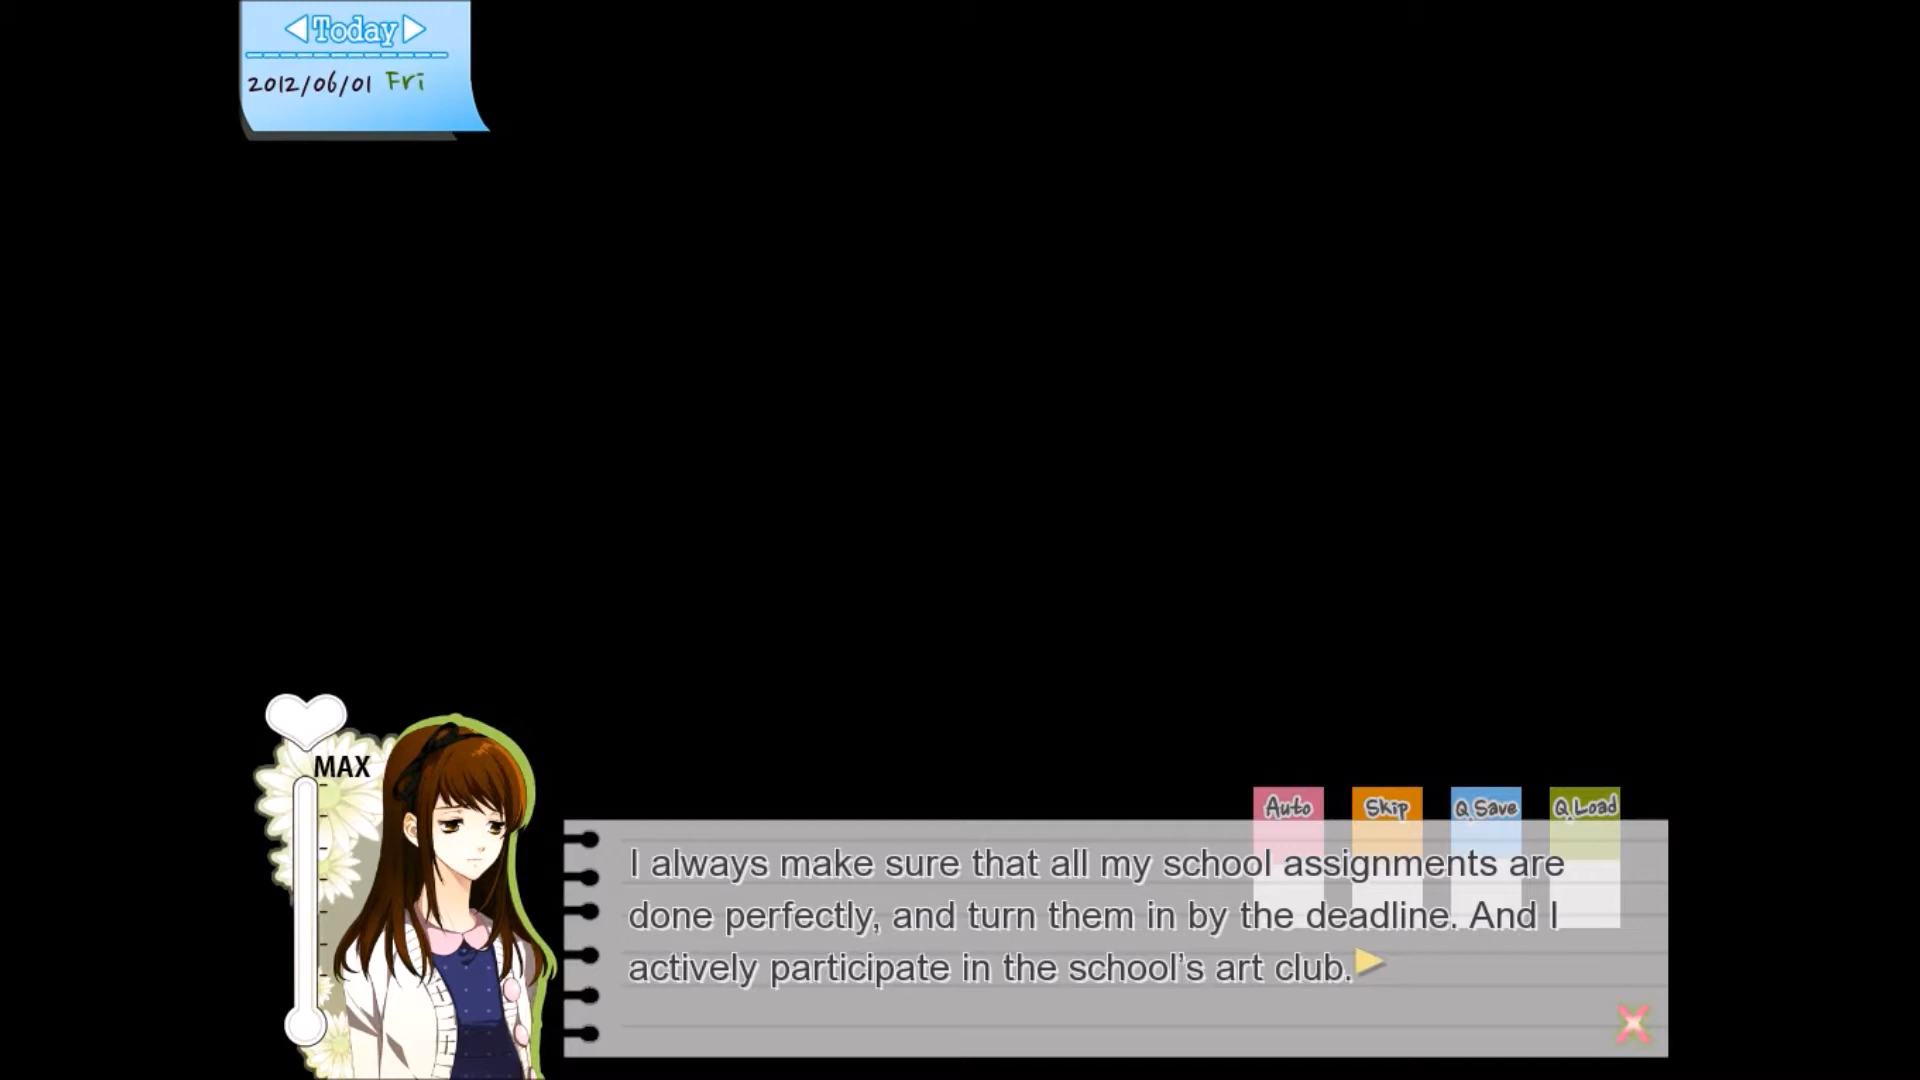 Today
2012/06/01 Fri
MAX
Auto Skip Q.Save Q.Load
I always make sure that all my school assignments are
done perfectly, and turn them in by the deadline. And I
actively participate in the school's art club.